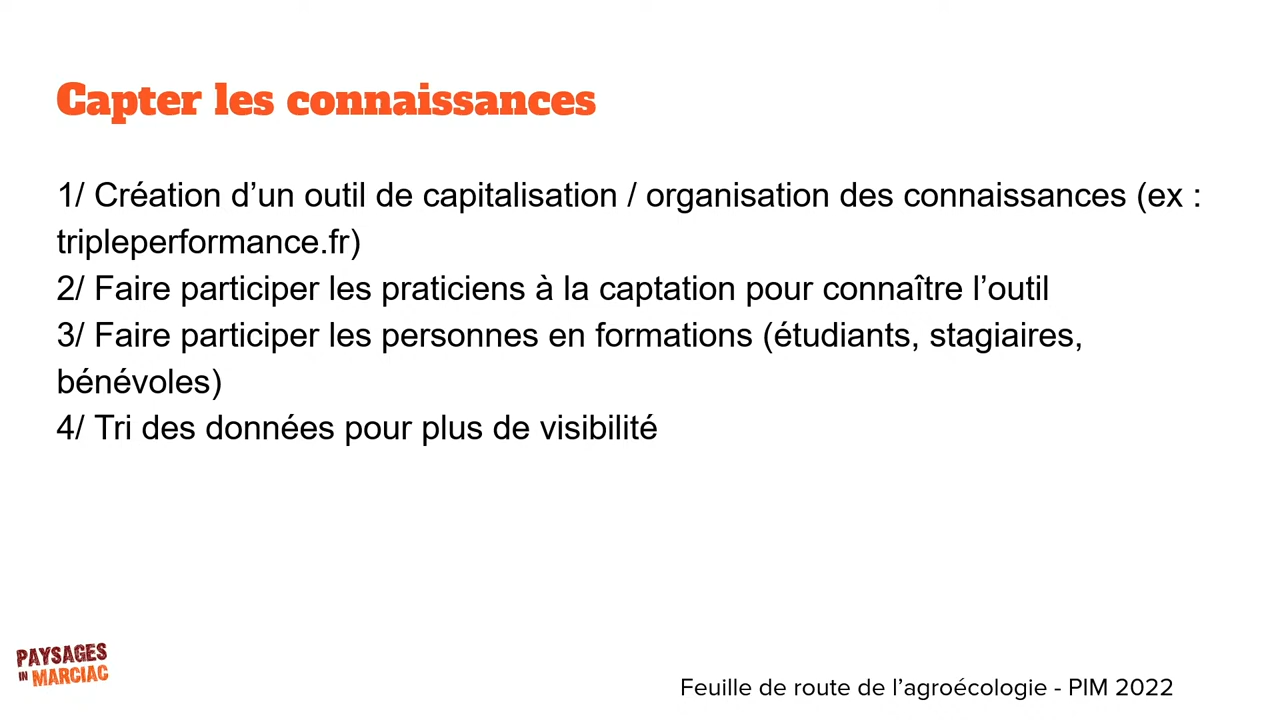 Capter les connaissances
1/ Création d’un outil de capitalisation / organisation des connaissances (ex :
tripleperformance.fr)
2/ Faire participer les praticiens à la captation pour connaître l’outil
3/ Faire participer les personnes en formations (étudiants, stagiaires,
bénévoles)
4/ Tri des données pour plus de visibilité
PAYSAGES
IN MARCIAC
Feuille de route de l’agroécologie - PIM 2022